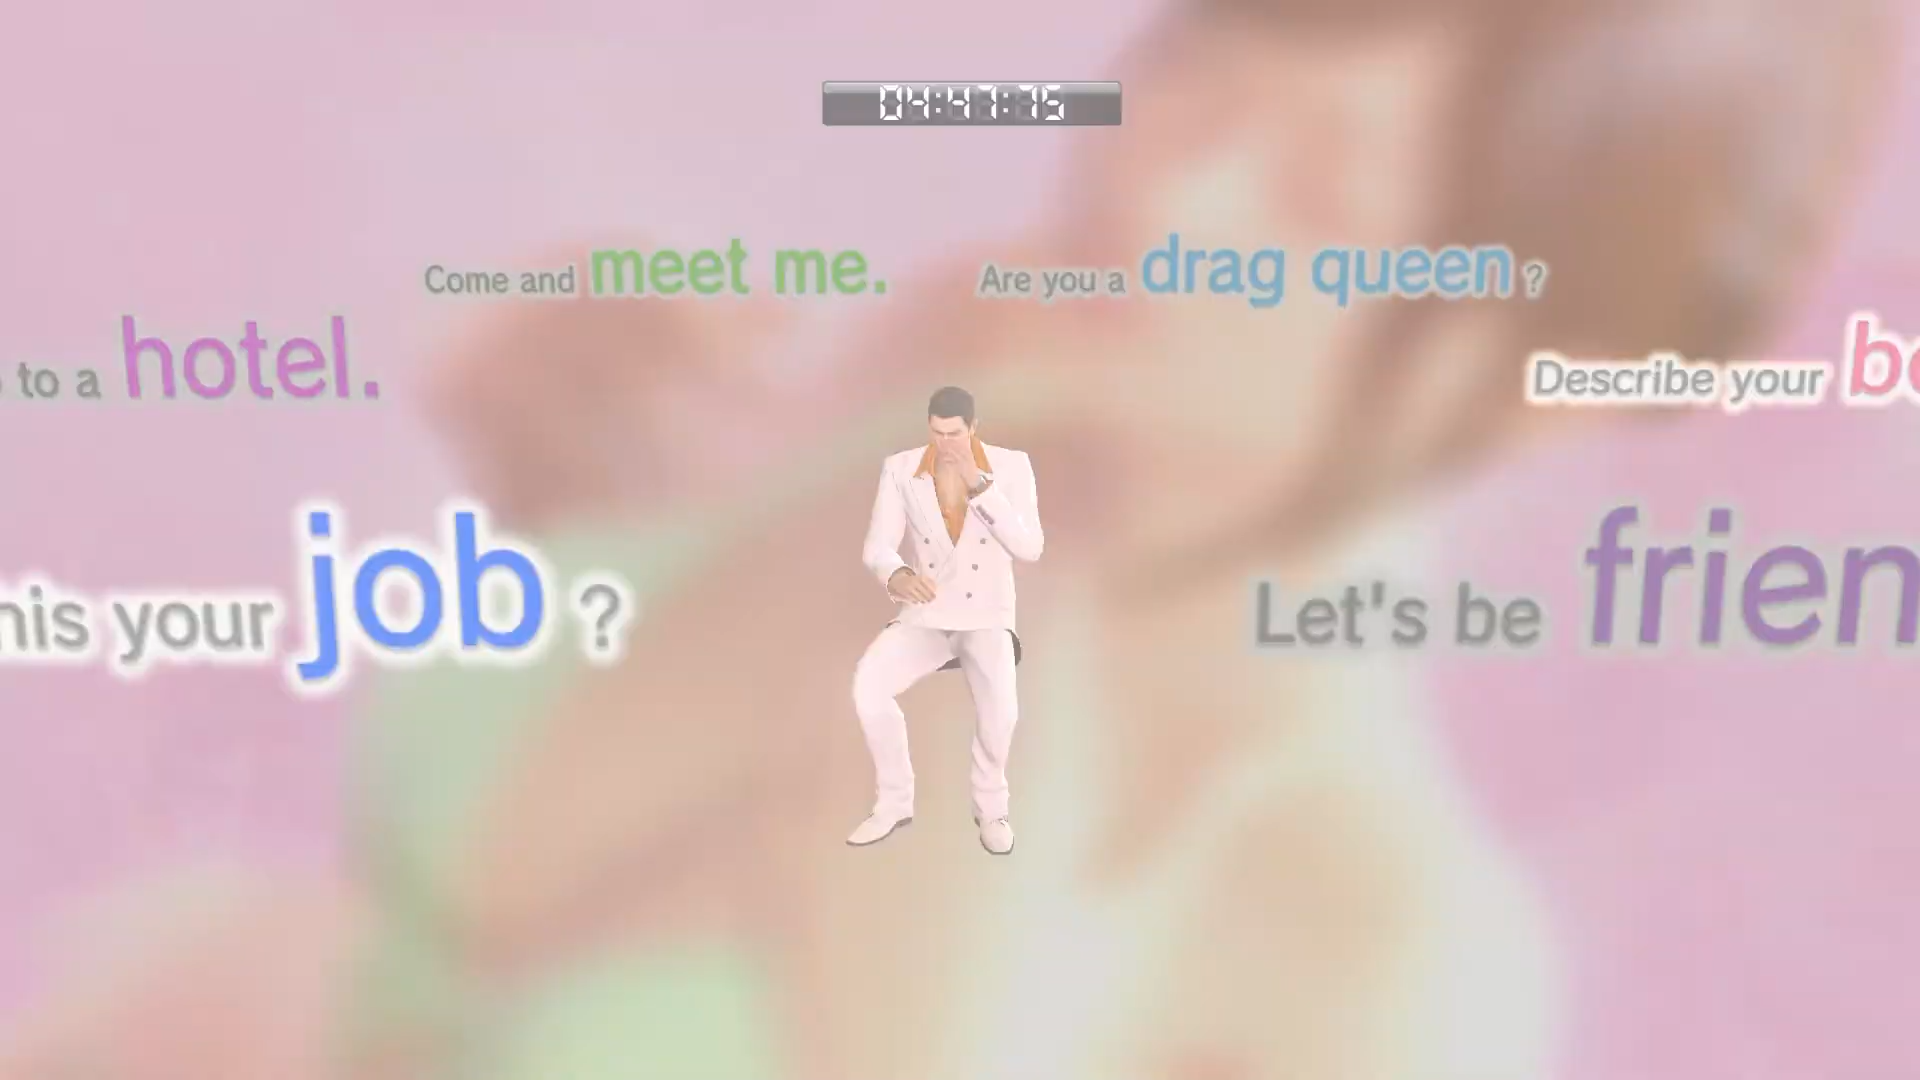 04:47:75
Come and meet me.
Are you a drag queen ?
to a hotel.
Describe your
your job ?
Let's be